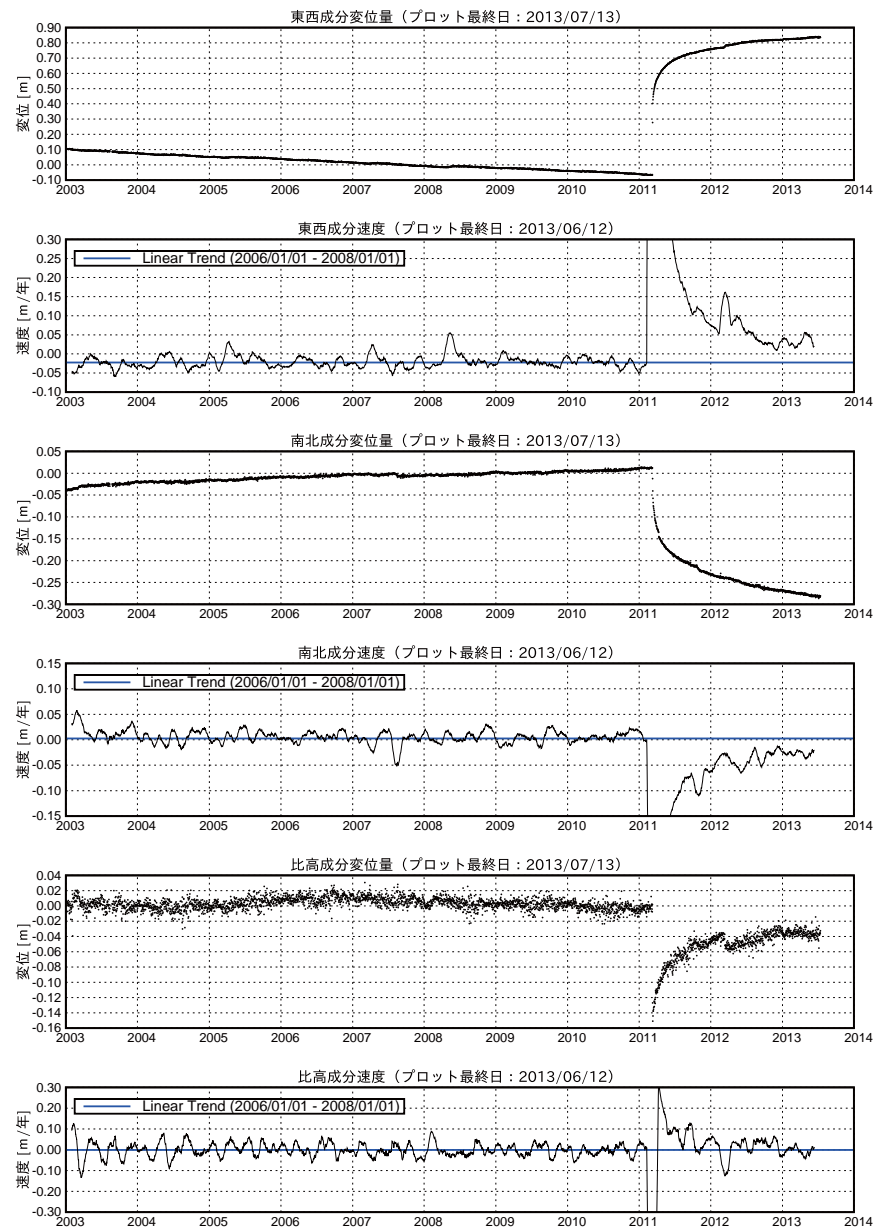 東西成分変位量（プロット最終日：2013/07/13）
変位 [m]
0.90
0.80
0.70
0.60
0.50
0.40
0.30
0.20
0.10
0.00
-0.10
2003 2004 2005 2006 2007 2008 2009 2010 2011 2012 2013 2014
東西成分速度（プロット最終日：2013/06/12）
速度 [m/年]
0.30
0.25
0.20
0.15
0.10
0.05
0.00
-0.05
-0.10
Linear Trend (2006/01/01 - 2008/01/01)
2003 2004 2005 2006 2007 2008 2009 2010 2011 2012 2013 2014
南北成分変位量（プロット最終日：2013/07/13）
変位 [m]
0.05
0.00
-0.05
-0.10
-0.15
-0.20
-0.25
-0.30
2003 2004 2005 2006 2007 2008 2009 2010 2011 2012 2013 2014
南北成分速度（プロット最終日：2013/06/12）
速度 [m/年]
0.15
0.10
0.05
0.00
-0.05
-0.10
-0.15
Linear Trend (2006/01/01 - 2008/01/01)
2003 2004 2005 2006 2007 2008 2009 2010 2011 2012 2013 2014
比高成分変位量（プロット最終日：2013/07/13）
変位 [m]
0.04
0.02
0.00
-0.02
-0.04
-0.06
-0.08
-0.10
-0.12
-0.14
-0.16
2003 2004 2005 2006 2007 2008 2009 2010 2011 2012 2013 2014
比高成分速度（プロット最終日：2013/06/12）
速度 [m/年]
0.30
0.20
0.10
0.00
-0.10
-0.20
-0.30
Linear Trend (2006/01/01 - 2008/01/01)
2003 2004 2005 2006 2007 2008 2009 2010 2011 2012 2013 2014